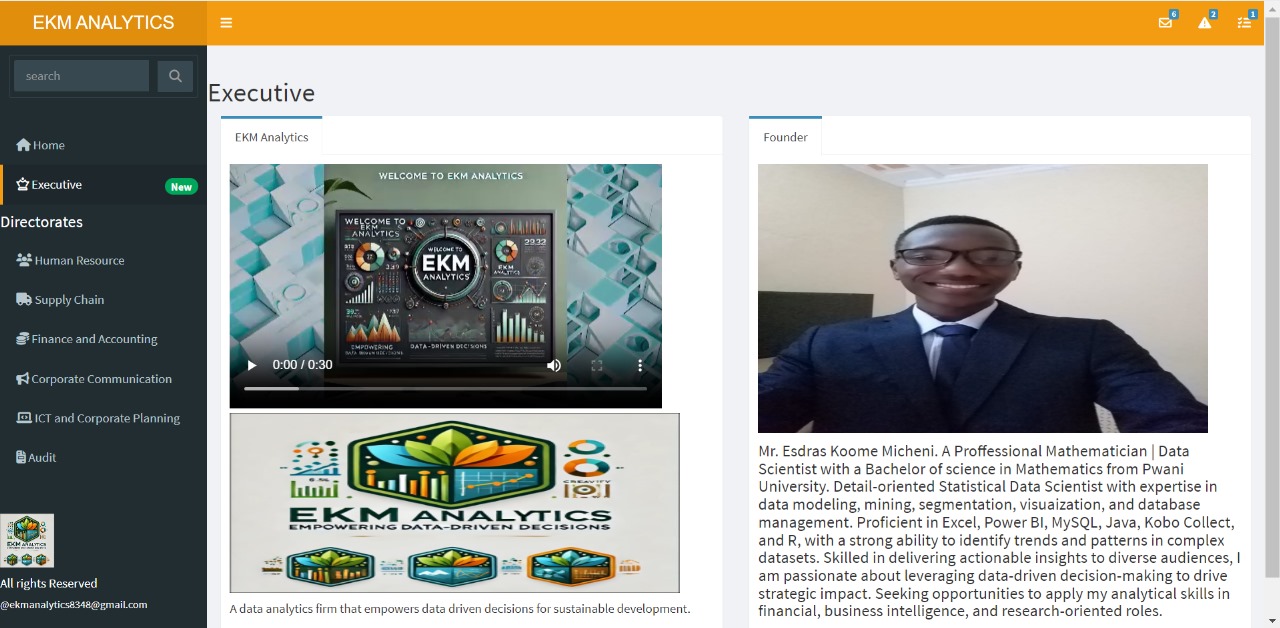 EKM ANALYTICS
6
2
1
search
Home
Executive
New
Directorates
Human Resource
Supply Chain
Finance and Accounting
Corporate Communication
ICT and Corporate Planning
Audit
All rights Reserved
@ekmanalytics8348@gmail.com
Executive
EKM Analytics
WELCOME TO EKM ANALYTICS
WELCOME TO
EKM
ANALYTICS
WELCOME TO
EKM
ANALYTICS
EKM
ANALYTICS
EMPOWERING
DATA-DRIVEN DECISIONS
0:00 / 0:30
EKM ANALYTICS
EMPOWERING DATA-DRIVEN DECISIONS
A data analytics firm that empowers data driven decisions for sustainable development.
Founder
Mr. Esdras Koome Micheni. A Proffessional Mathematician | Data
Scientist with a Bachelor of science in Mathematics from Pwani
University. Detail-oriented Statistical Data Scientist with expertise in
data modeling, mining, segmentation, visuaization, and database
management. Proficient in Excel, Power BI, MySQL, Java, Kobo Collect,
and R, with a strong ability to identify trends and patterns in complex
datasets. Skilled in delivering actionable insights to diverse audiences, I
am passionate about leveraging data-driven decision-making to drive
strategic impact. Seeking opportunities to apply my analytical skills in
financial, business intelligence, and research-oriented roles.